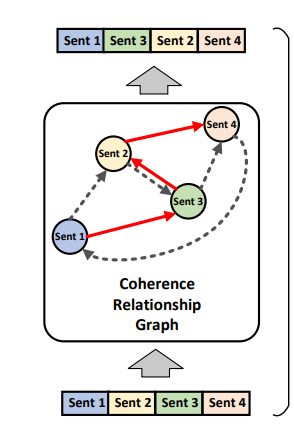 Sent 1 Sent 3 Sent 2 Sent 4
Sent 4
Sent 2
Sent 3
Sent 1
Coherence
Relationship
Graph
Sent 1 Sent 2 Sent 3 Sent 4